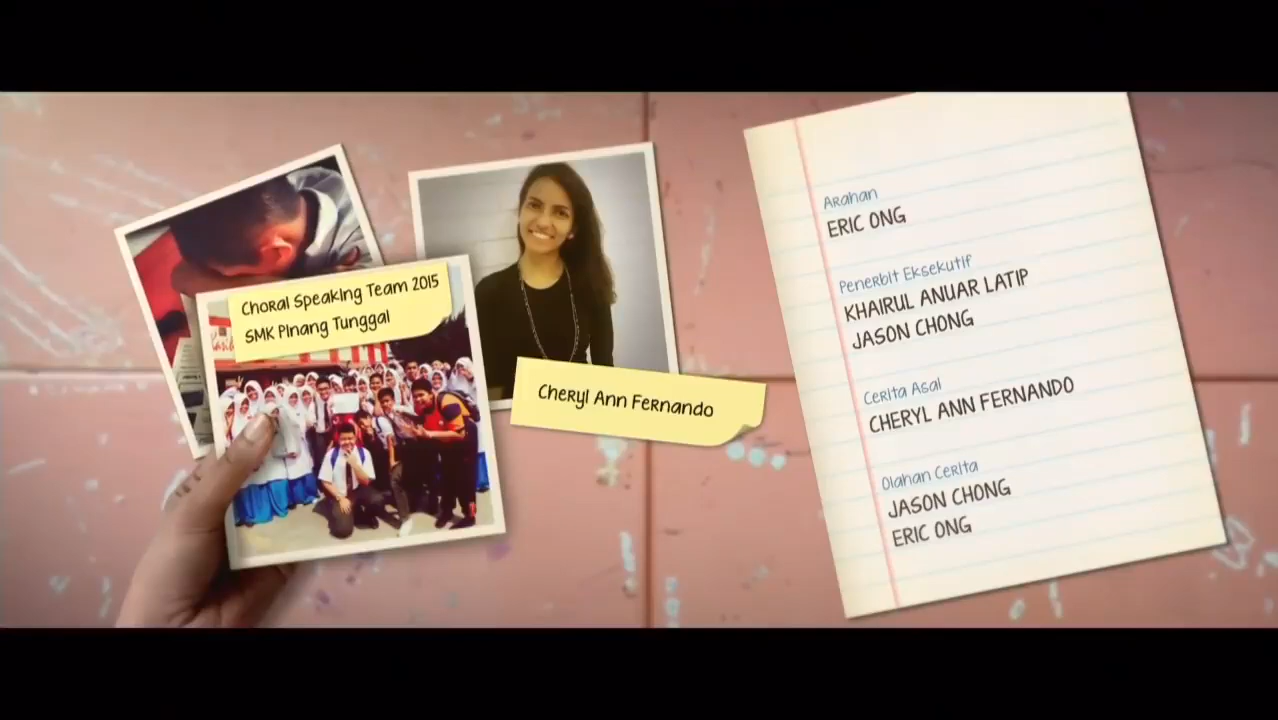 Choral Speaking Team 2015
SMK Pinang Tunggal
Cheryl Ann Fernando
Arahan
ERIC ONG
Penerbit Eksekutif
KHAIRUL ANUAR LATIP
JASON CHONG
Cerita Asal
CHERYL ANN FERNANDO
Olahan Cerita
JASON CHONG
ERIC ONG